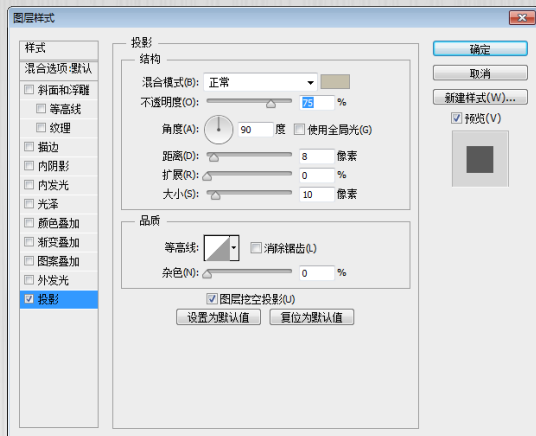 图层样式
样式
混合选项:默认
斜面和浮雕
等高线
纹理
描边
内阴影
内发光
光泽
颜色叠加
渐变叠加
图案叠加
外发光
投影
投影
结构
混合模式(B): 正常
不透明度(O): 75 %
角度(A): 90 度 使用全局光(G)
距离(D): 8 像素
扩展(R): 0 %
大小(S): 10 像素
品质
等高线: 消除锯齿(L)
杂色(N): 0 %
图层挖空投影(U)
设置为默认值 复位为默认值
确定
取消
新建样式(W)...
预览(V)